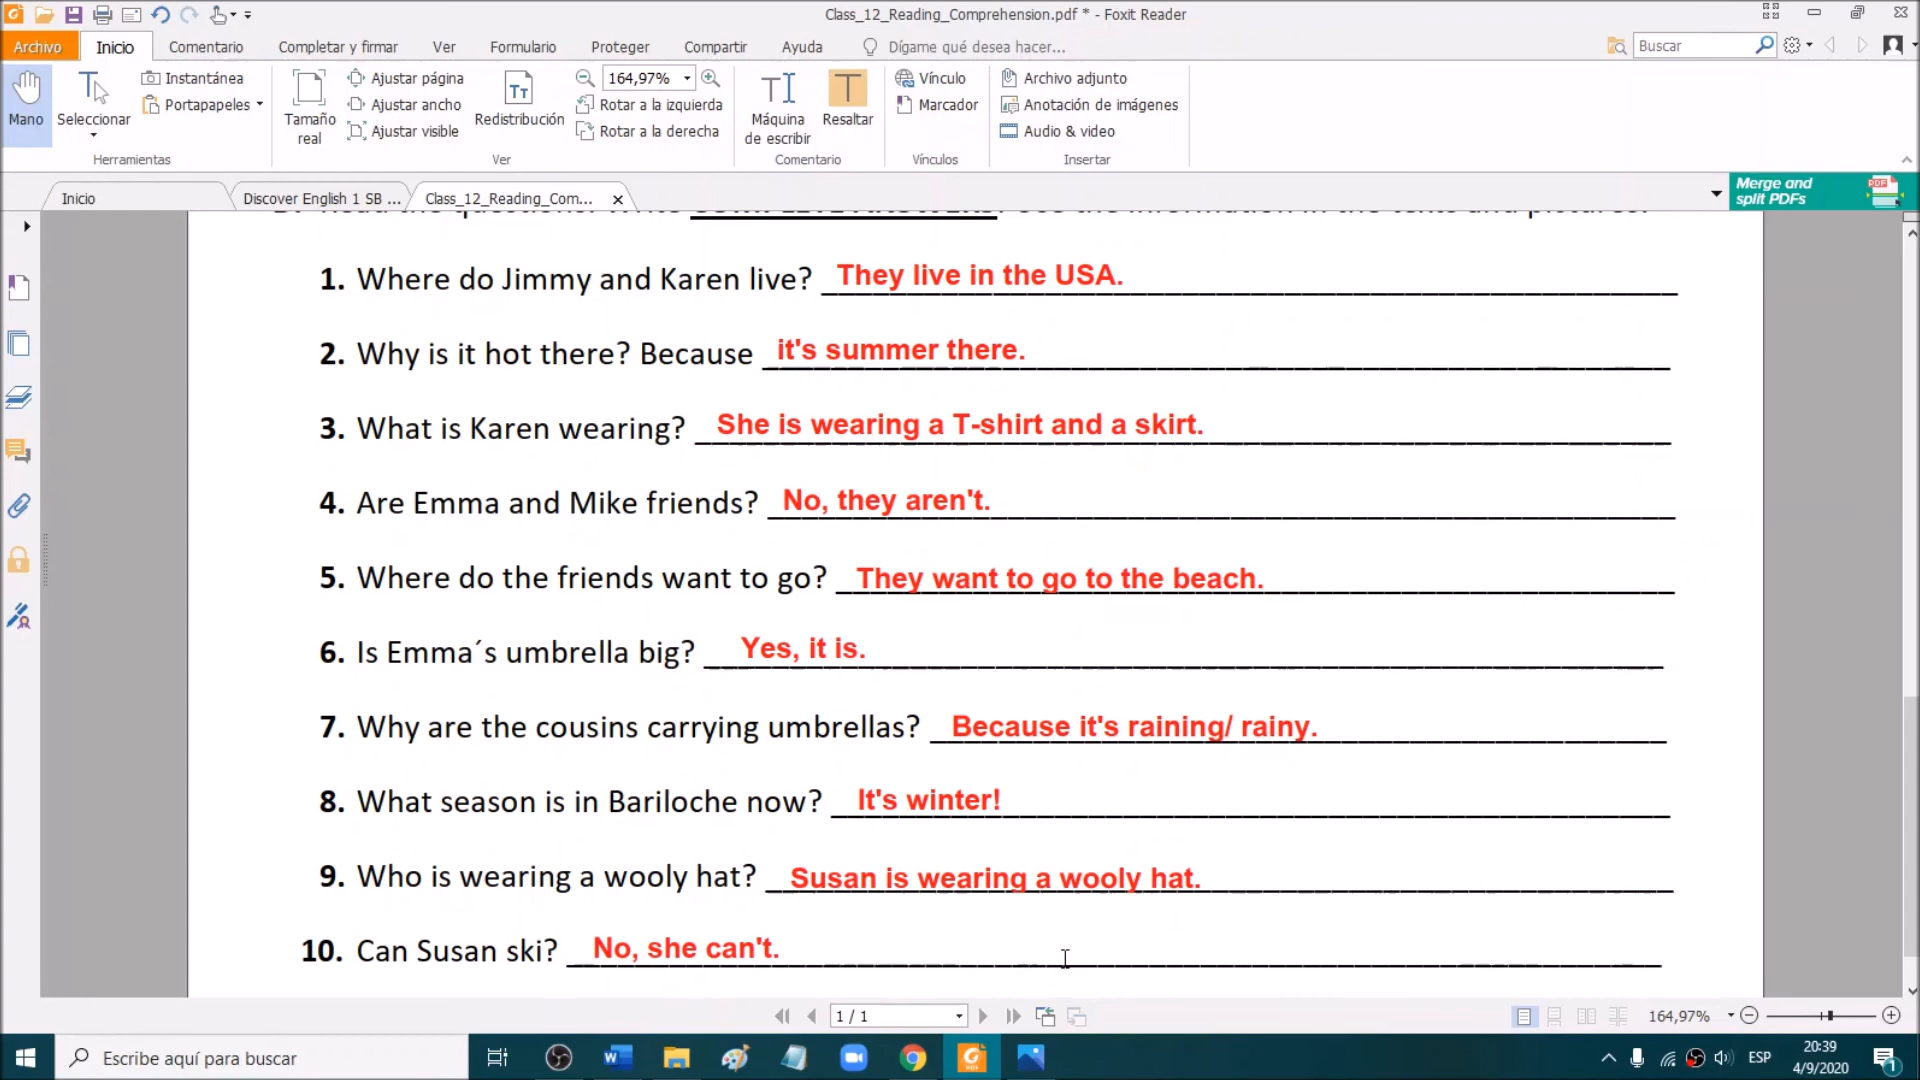 Class_12_Reading_Comprehension.pdf * - Foxit Reader
Archivo Inicio Comentario Completar y firmar Ver Formulario Proteger Compartir Ayuda Dígame qué desea hacer... Buscar
Mano
Seleccionar
Instantánea
Portapapeles
Herramientas
Tamaño real
Ajustar página
Ajustar ancho
Ajustar visible
Redistribución
164,97%
Rotar a la izquierda
Rotar a la derecha
Ver
Máquina de escribir
Resaltar
Comentario
Vínculo
Marcador
Vínculos
Archivo adjunto
Anotación de imágenes
Audio & video
Insertar
Inicio Discover English 1 SB ... Class_12_Reading_Com... x
Merge and
split PDFs
PDF
1. Where do Jimmy and Karen live? They live in the USA.
2. Why is it hot there? Because it's summer there.
3. What is Karen wearing? She is wearing a T-shirt and a skirt.
4. Are Emma and Mike friends? No, they aren't.
5. Where do the friends want to go? They want to go to the beach.
6. Is Emma´s umbrella big? Yes, it is.
7. Why are the cousins carrying umbrellas? Because it's raining/ rainy.
8. What season is in Bariloche now? It's winter!
9. Who is wearing a wooly hat? Susan is wearing a wooly hat.
10. Can Susan ski? No, she can't.
1 / 1 164,97%
Escribe aquí para buscar ESP 20:39
4/9/2020 1